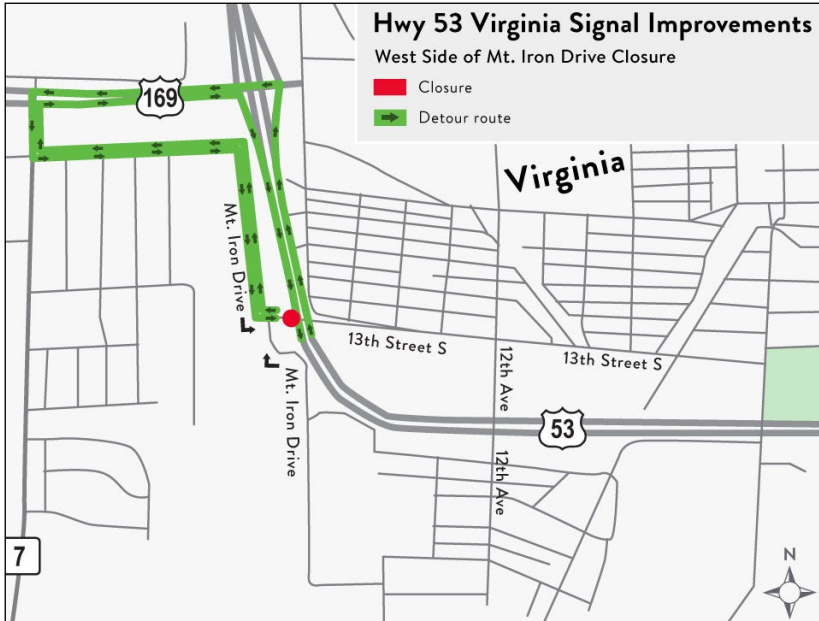 Hwy 53 Virginia Signal Improvements
West Side of Mt. Iron Drive Closure
Closure
Detour route
169
Virginia
Mt. Iron Drive
13th Street S
12th Ave
13th Street S
Mt. Iron Drive
53
12th Ave
7
N